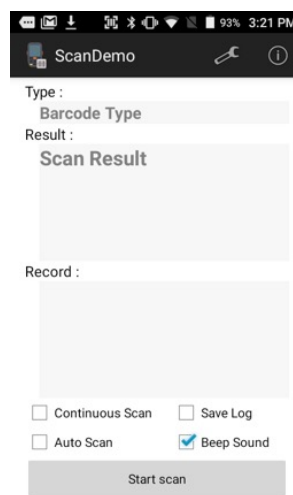 93% 3:21 PM
ScanDemo
Type :
Barcode Type
Result :
Scan Result
Record :
Continuous Scan
Save Log
Auto Scan
Beep Sound
Start scan